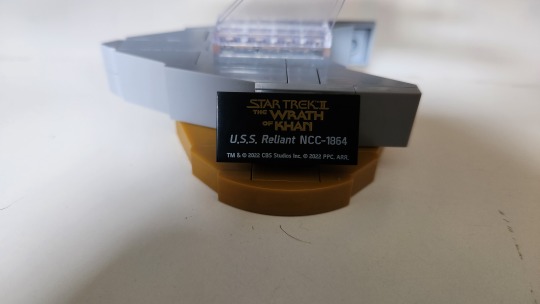 STAR TREK II
THE WRATH
OF KHAN
U.S.S. Reliant NCC-1864
TM & © 2022 CBS Studios Inc. © 2022 PPC. ARR.